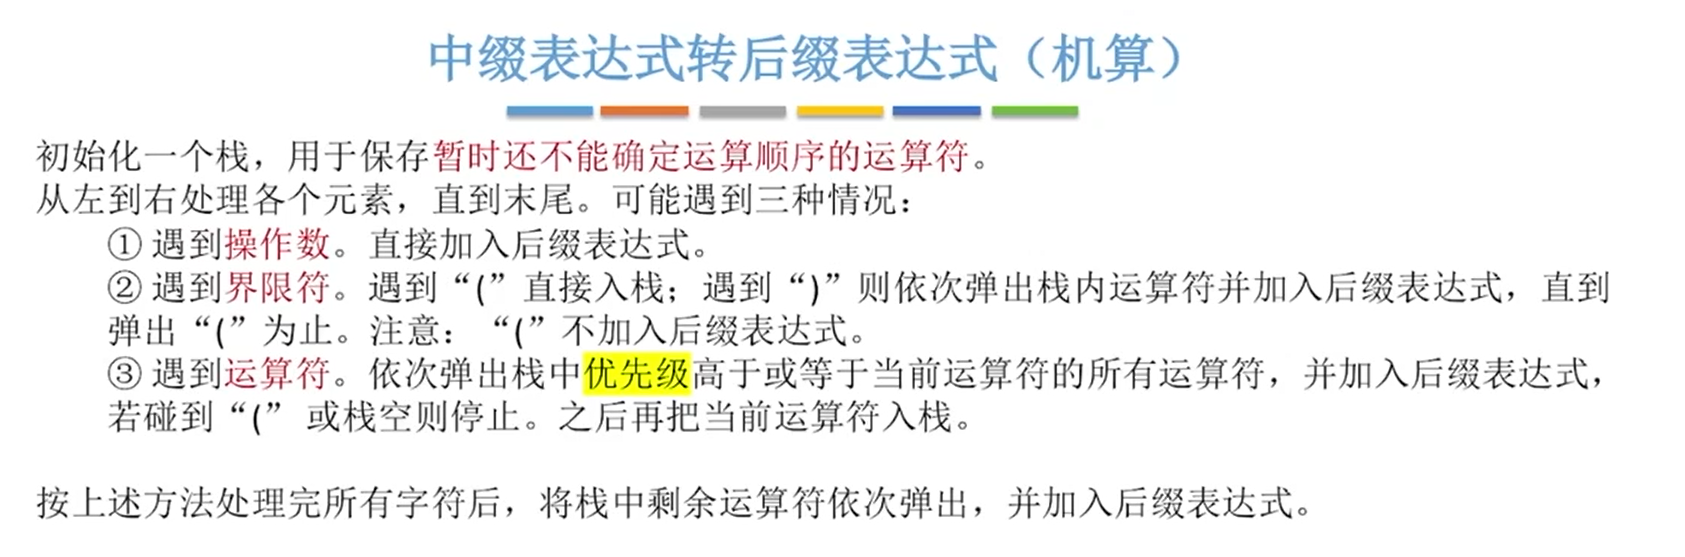 中缀表达式转后缀表达式（机算）
初始化一个栈，用于保存暂时还不能确定运算顺序的运算符。
从左到右处理各个元素，直到末尾。可能遇到三种情况：
① 遇到操作数。直接加入后缀表达式。
② 遇到界限符。遇到“(”直接入栈；遇到“)”则依次弹出栈内运算符并加入后缀表达式，直到
弹出“(”为止。注意：“(”不加入后缀表达式。
③ 遇到运算符。依次弹出栈中优先级高于或等于当前运算符的所有运算符，并加入后缀表达式，
若碰到“(” 或栈空则停止。之后再把当前运算符入栈。
按上述方法处理完所有字符后，将栈中剩余运算符依次弹出，并加入后缀表达式。